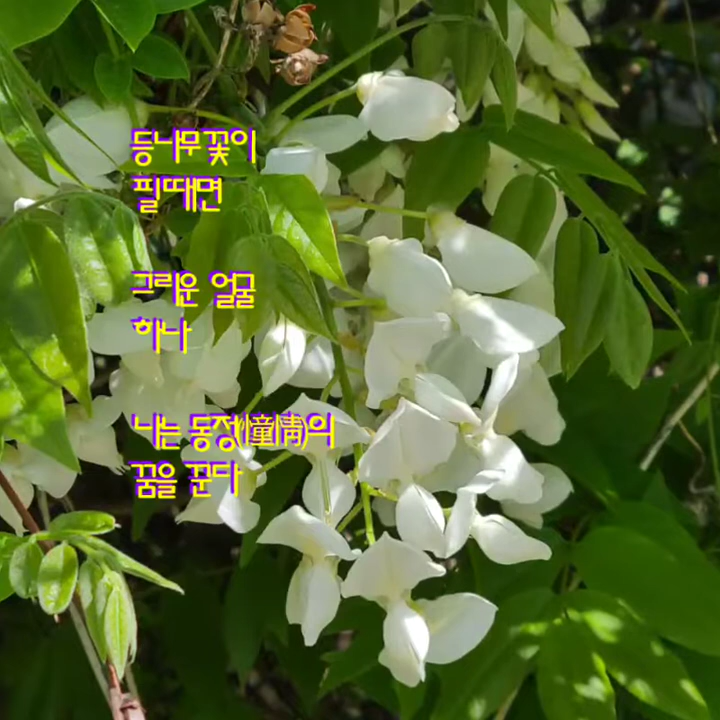 등나무꽃이
필때면
그리운 얼굴
하나
나는 동정(憧情)의
꿈을 꾼다